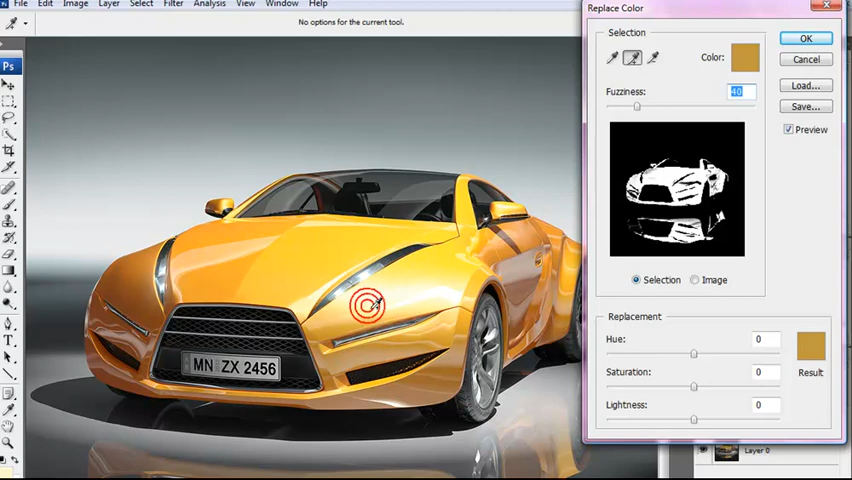 File Edit Image Layer Select Filter Analysis View Window Help
No options for the current tool.
Ps
T
MN ZX 2456
Replace Color
Selection
Color:
Fuzziness: 40
OK
Cancel
Load...
Save...
Preview
Selection Image
Replacement
Hue: 0
Saturation: 0
Lightness: 0
Result
Layer 0